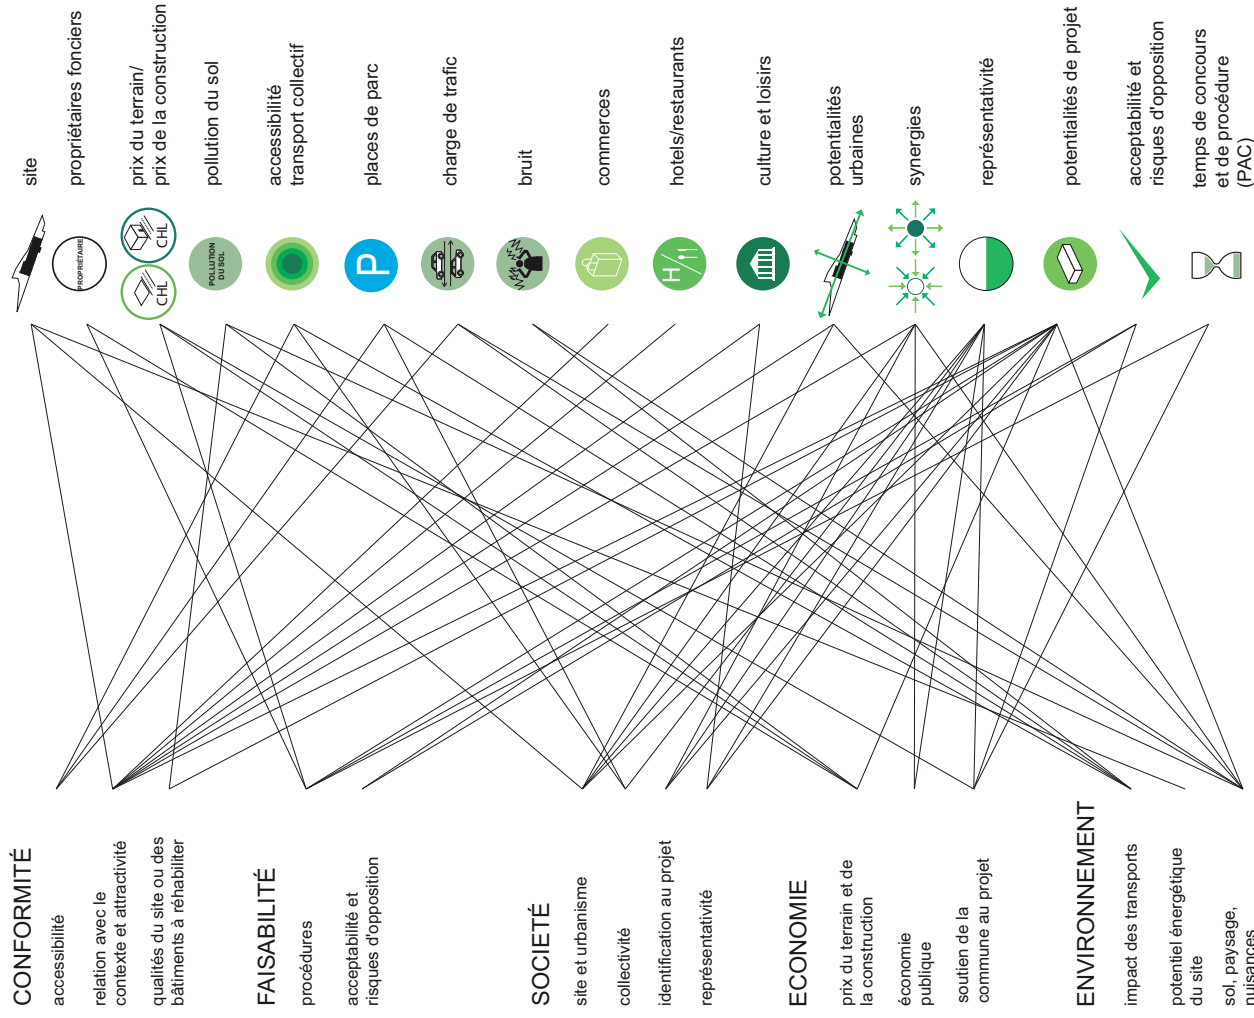 site
propriétaires fonciers
prix du terrain/
prix de la construction
pollution du sol
accessibilité
transport collectif
places de parc
charge de trafic
bruit
commerces
hotels/restaurants
culture et loisirs
potentialités
urbaines
synergies
représentativité
potentialités de projet
acceptabilité et
risques d'opposition
temps de concours
et de procédure
(PAC)
PROPRIÉTAIRE
CHL
CHL
POLLUTION
DU SOL
P
H
CONFORMITÉ
accessibilité
relation avec le
contexte et attractivité
qualités du site ou des
bâtiments à réhabiliter
FAISABILITÉ
procédures
acceptabilité et
risques d'opposition
SOCIETÉ
site et urbanisme
collectivité
identification au projet
représentativité
ECONOMIE
prix du terrain et de
la construction
économie
publique
soutien de la
commune au projet
ENVIRONNEMENT
impact des transports
potentiel énergétique
du site
sol, paysage,
nuisances